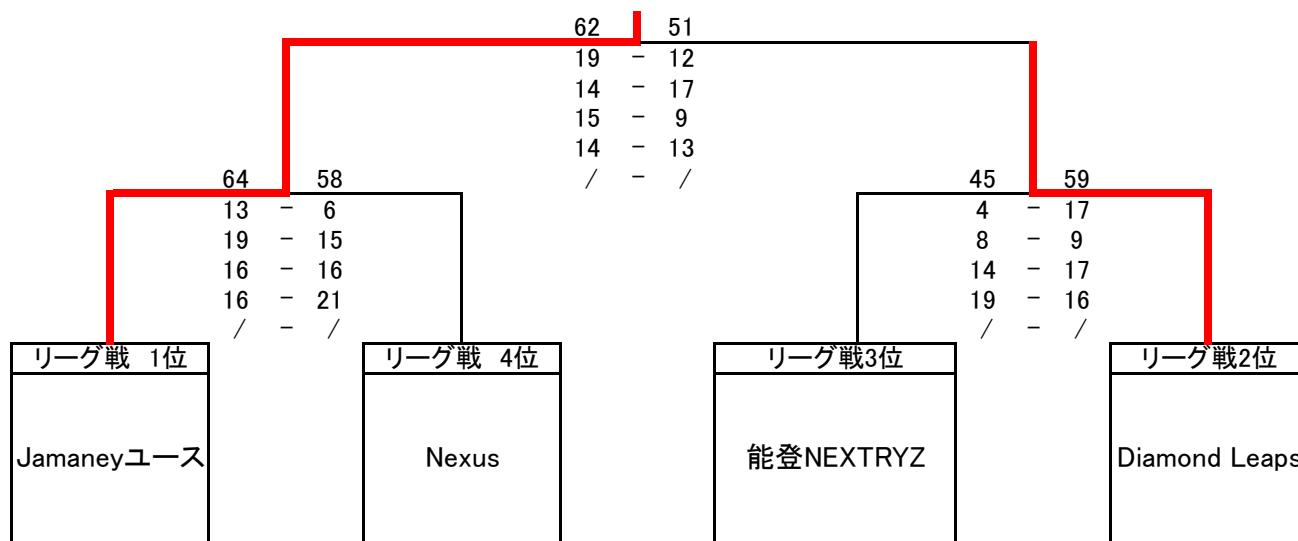 62 51
19 - 12
14 - 17
15 - 9
14 - 13
/ - /
64 58
13 - 6
19 - 15
16 - 16
16 - 21
/ - /
45 59
4 - 17
8 - 9
14 - 17
19 - 16
/ - /
リーグ戦 1位
リーグ戦 4位
リーグ戦3位
リーグ戦2位
Jamaneyユース
Nexus
能登NEXTRYZ
Diamond Leaps